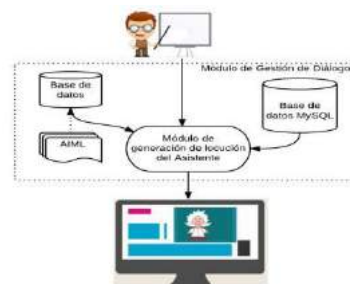 Módulo de Gestión de Diálogo
Base de
datos
Base de
datos MySQL
AIML
Módulo de
generación de locución
del Asistente